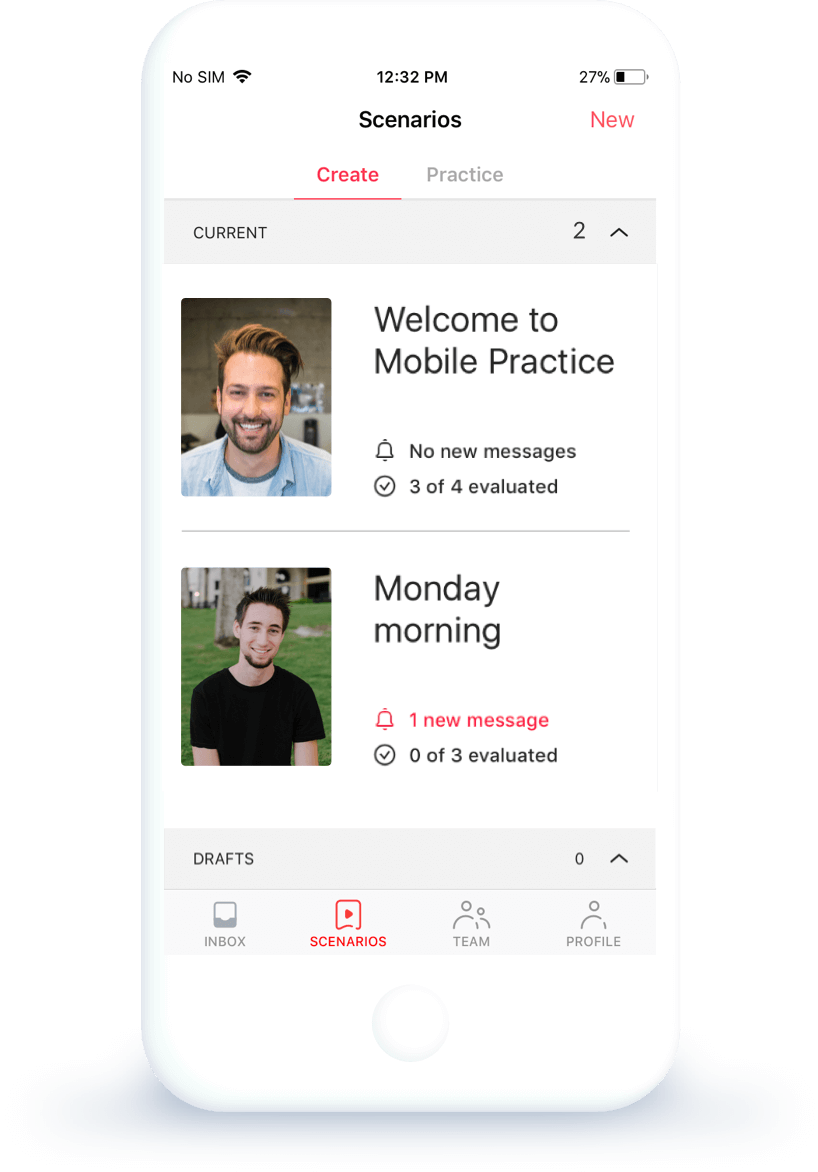 No SIM 12:32 PM 27%
Scenarios New
Create Practice
CURRENT 2
Welcome to
Mobile Practice
No new messages
3 of 4 evaluated
Monday
morning
1 new message
0 of 3 evaluated
DRAFTS 0
INBOX SCENARIOS TEAM PROFILE